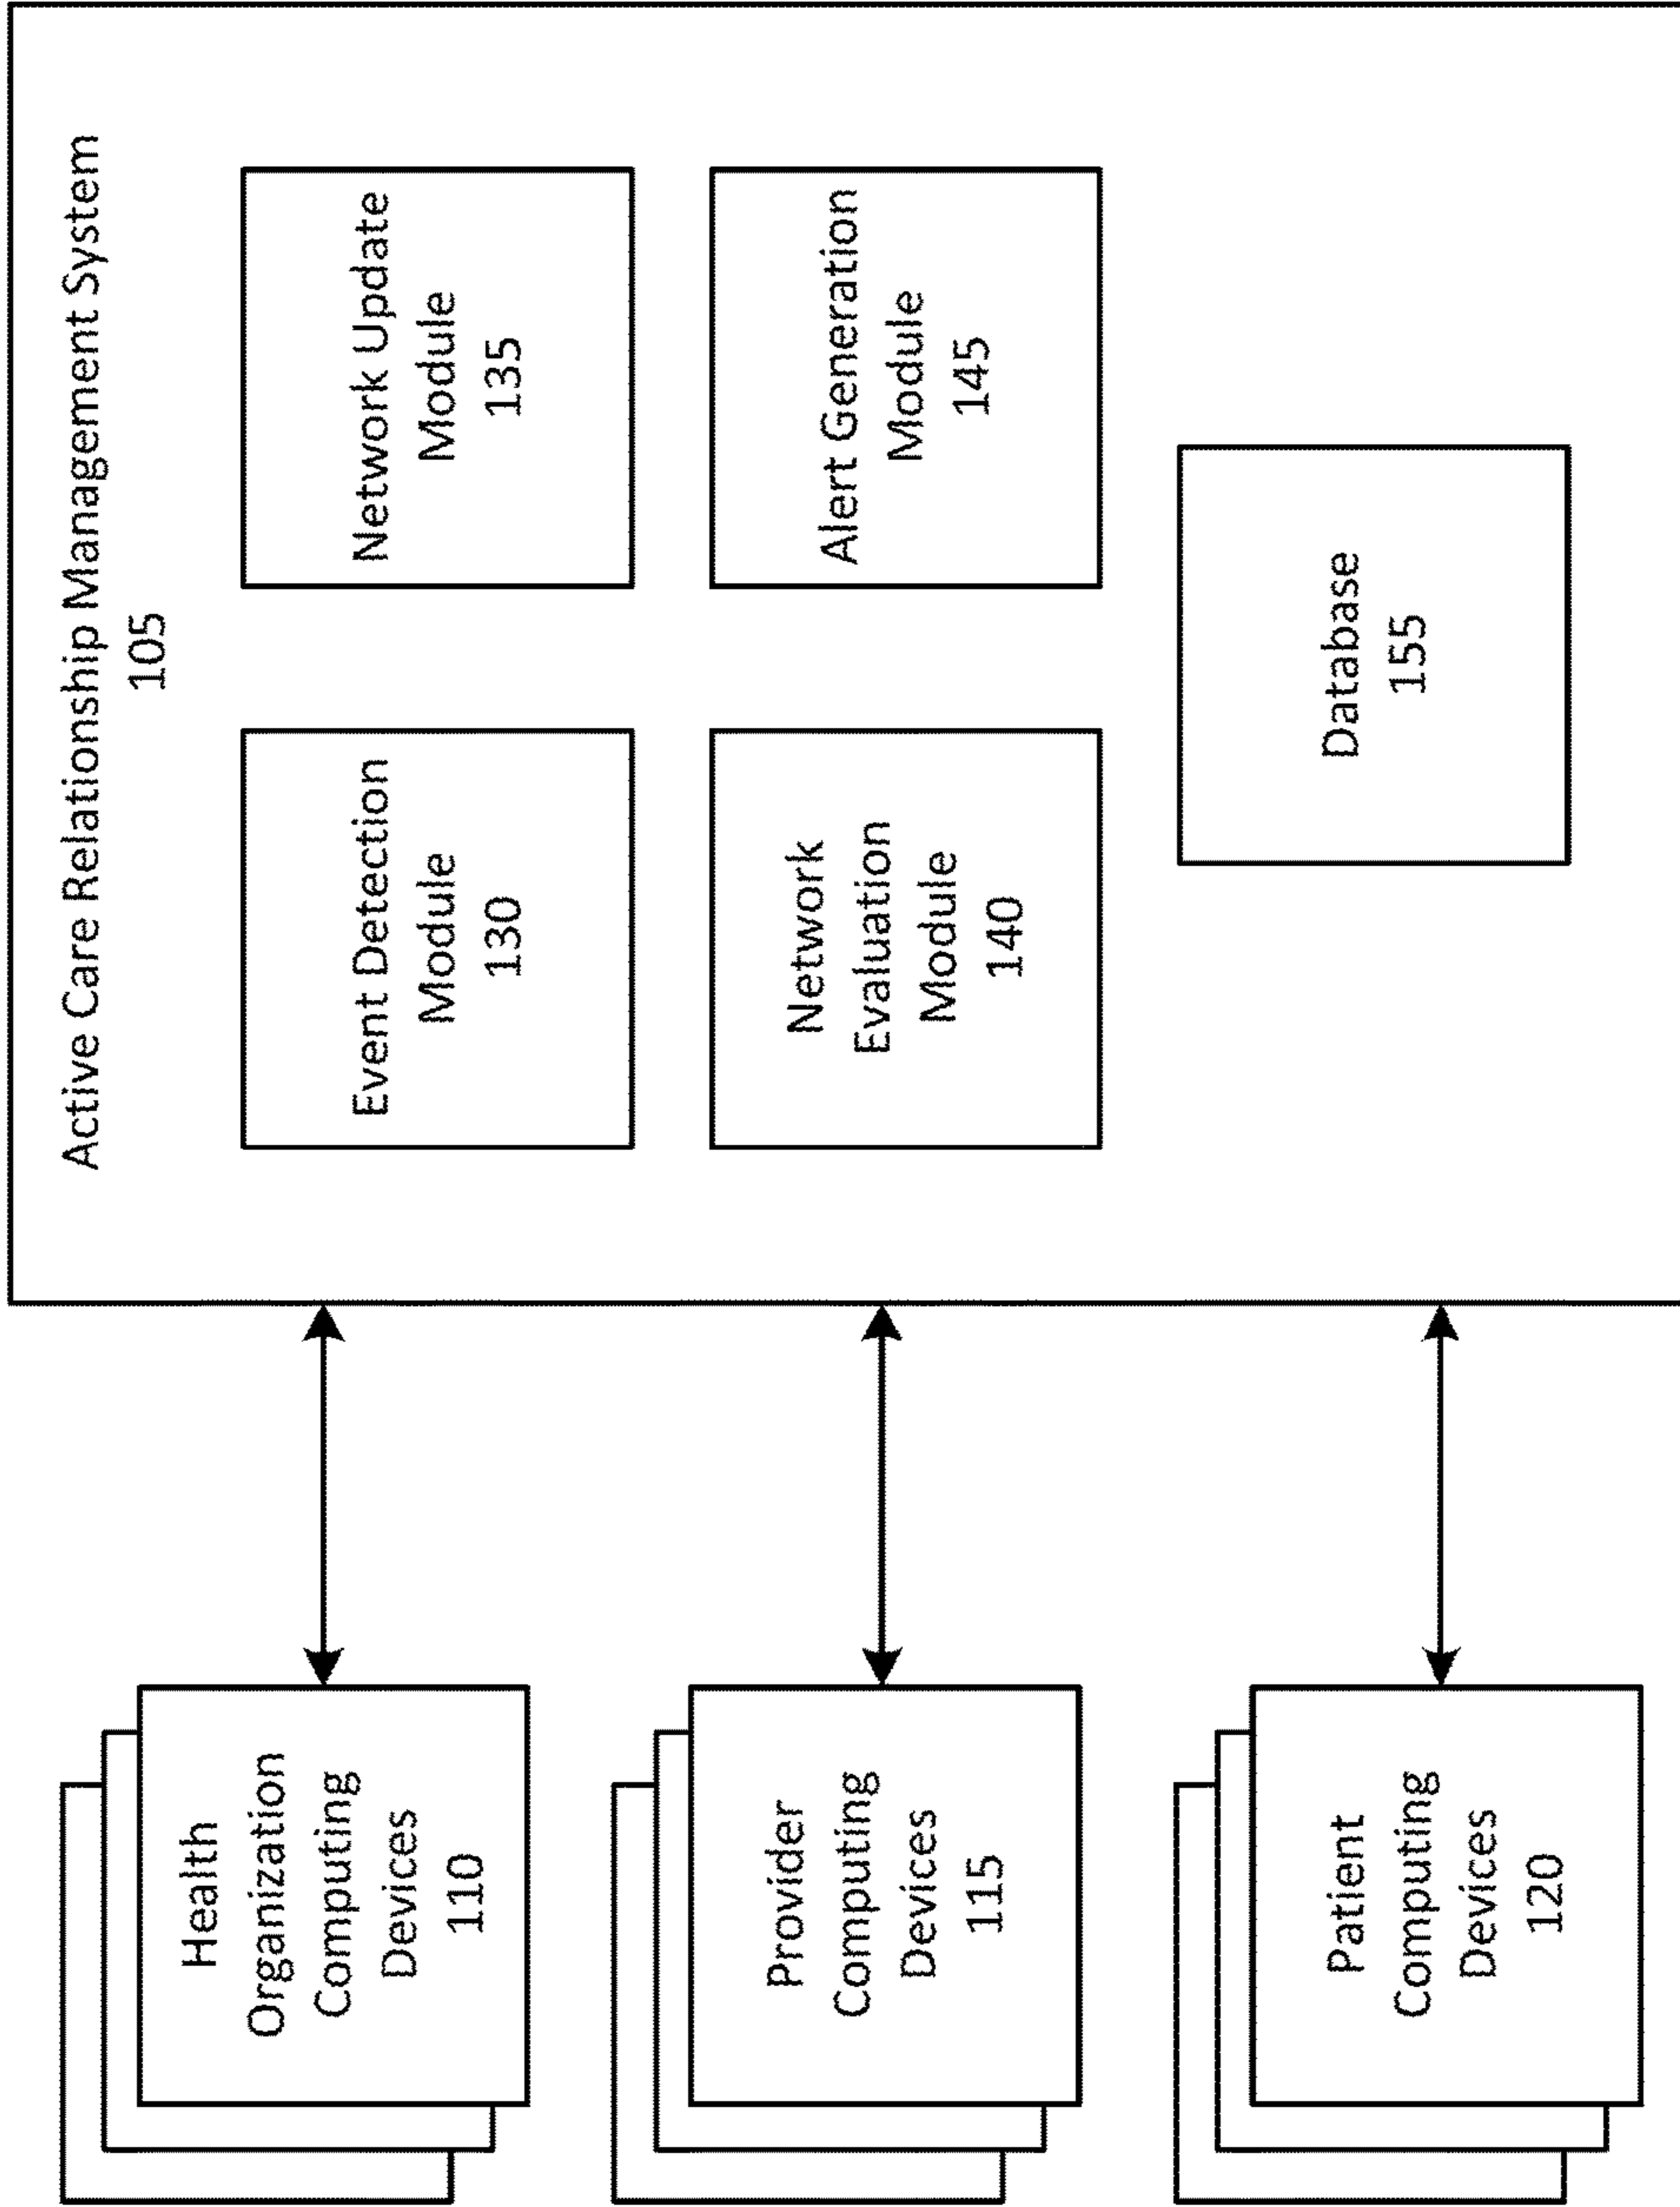 Health
Organization
Computing
Devices
110
Provider
Computing
Devices
115
Patient
Computing
Devices
120
Active Care Relationship Management System
105
Event Detection
Module
130
Network Update
Module
135
Network
Evaluation
Module
140
Alert Generation
Module
145
Database
155